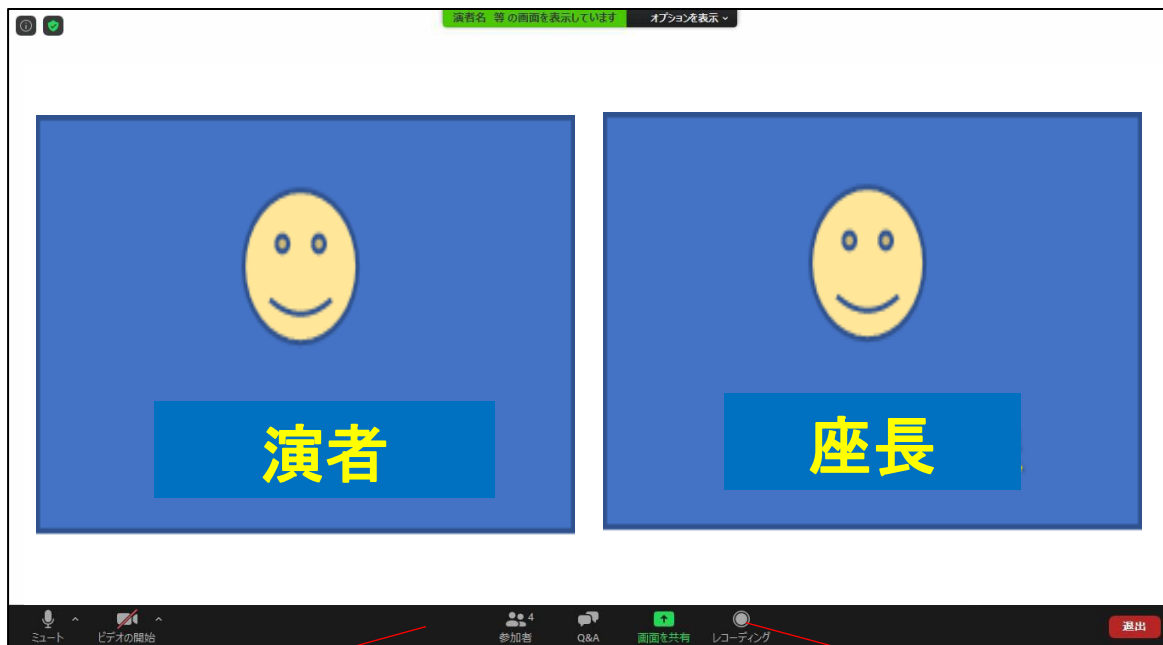 演者名 等 の画面を表示しています オプションを表示
演者
座長
ミュート ビデオの開始 参加者 4 Q&A 画面を共有 レコーディング 退出